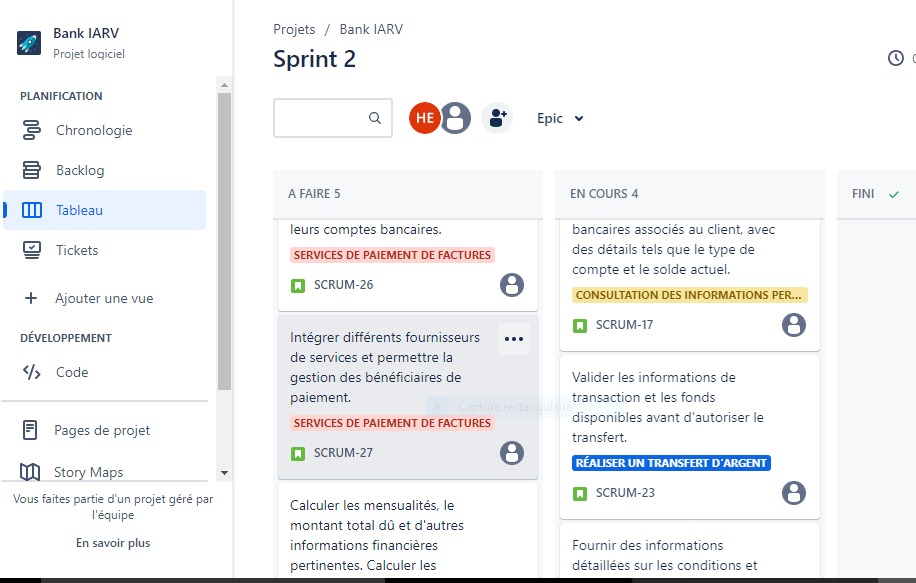 Bank IARV
Projet logiciel
PLANIFICATION
Chronologie
Backlog
Tableau
Tickets
Ajouter une vue
DÉVELOPPEMENT
Code
Pages de projet
Story Maps
Vous faites partie d'un projet géré par
l'équipe
En savoir plus
Projets / Bank IARV
Sprint 2
HE
Epic
A FAIRE 5
leurs comptes bancaires.
SERVICES DE PAIEMENT DE FACTURES
SCRUM-26
Intégrer différents fournisseurs
de services et permettre la
gestion des bénéficiaires de
paiement.
Capture rectangulaire
SERVICES DE PAIEMENT DE FACTURES
SCRUM-27
Calculer les mensualités, le
montant total dû et d'autres
informations financières
pertinentes. Calculer les
EN COURS 4
bancaires associés au client, avec
des détails tels que le type de
compte et le solde actuel.
CONSULTATION DES INFORMATIONS PER...
SCRUM-17
Valider les informations de
transaction et les fonds
disponibles avant d'autoriser le
transfert.
RÉALISER UN TRANSFERT D'ARGENT
SCRUM-23
Fournir des informations
détaillées sur les conditions et
FINI